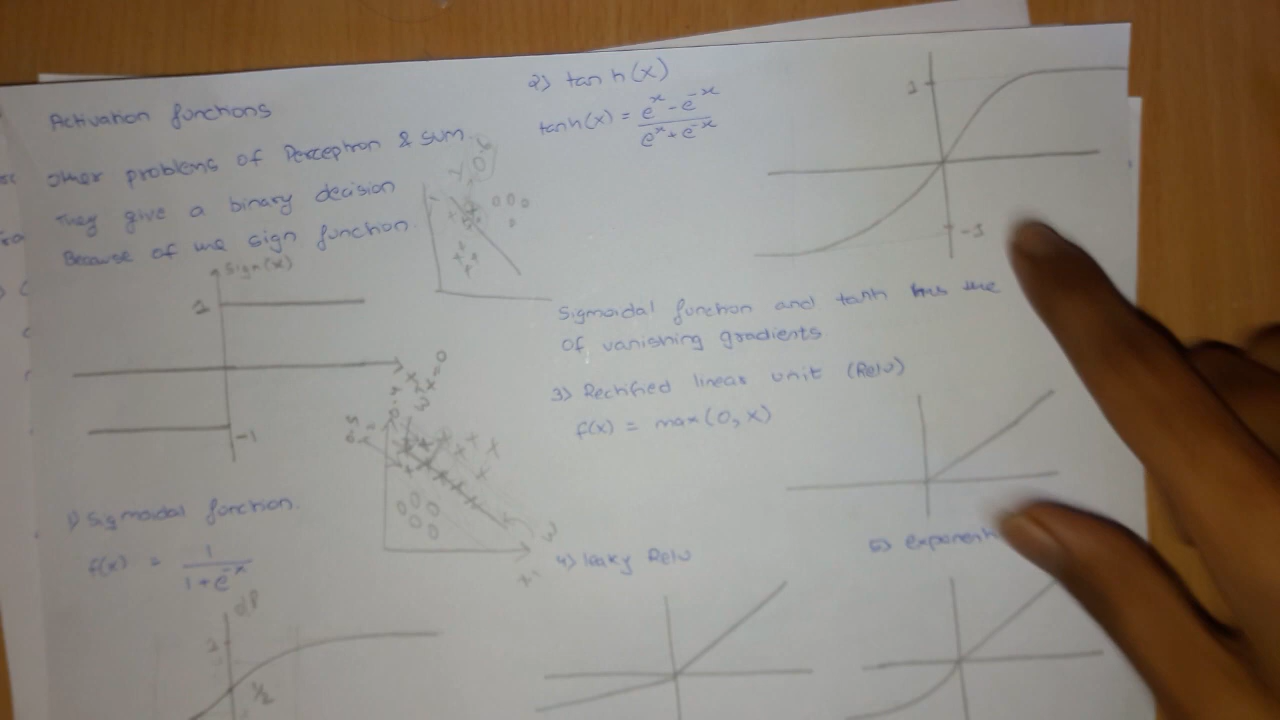 Activation functions
Other problems of Perceptron & sum.
They give a binary decision
Because of the sign function.
sign(x)
1
-1
1) Sigmoidal function.
f(x) = 1 / 1+e^-x
1
1/2
2) tan h(x)
tanh(x) = e^x - e^-x / e^x + e^-x
1
-1
Sigmoidal function and tanh has the
of vanishing gradients
3) Rectified linear unit (Relu)
f(x) = max(0, x)
4) leaky Relu
5) exponenti